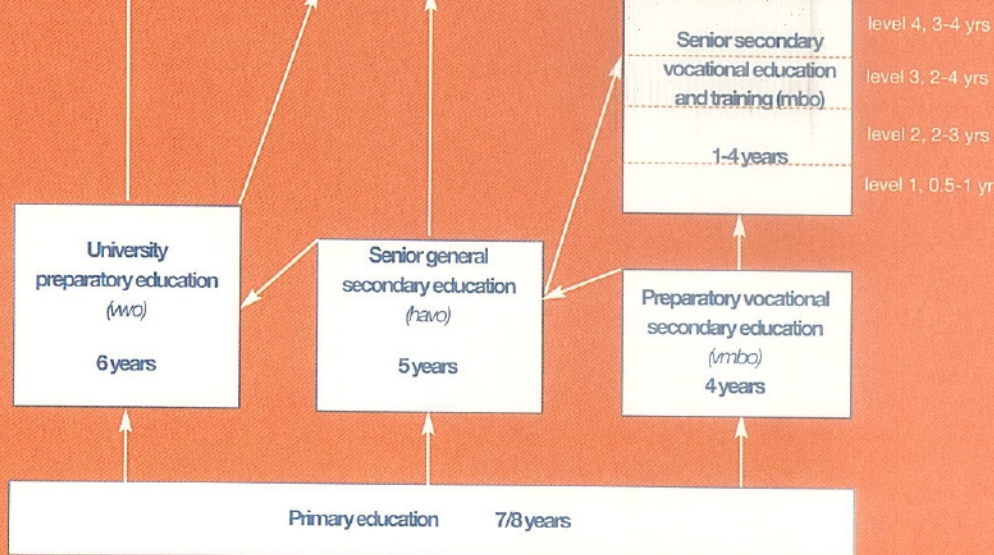 level 4, 3-4 yrs
Senior secondary
vocational education
and training (mbo)
level 3, 2-4 yrs
level 2, 2-3 yrs
1-4 years
level 1, 0.5-1 yr
University
preparatory education
(vwo)
6 years
Senior general
secondary education
(havo)
5 years
Preparatory vocational
secondary education
(vmbo)
4 years
Primary education 7/8 years